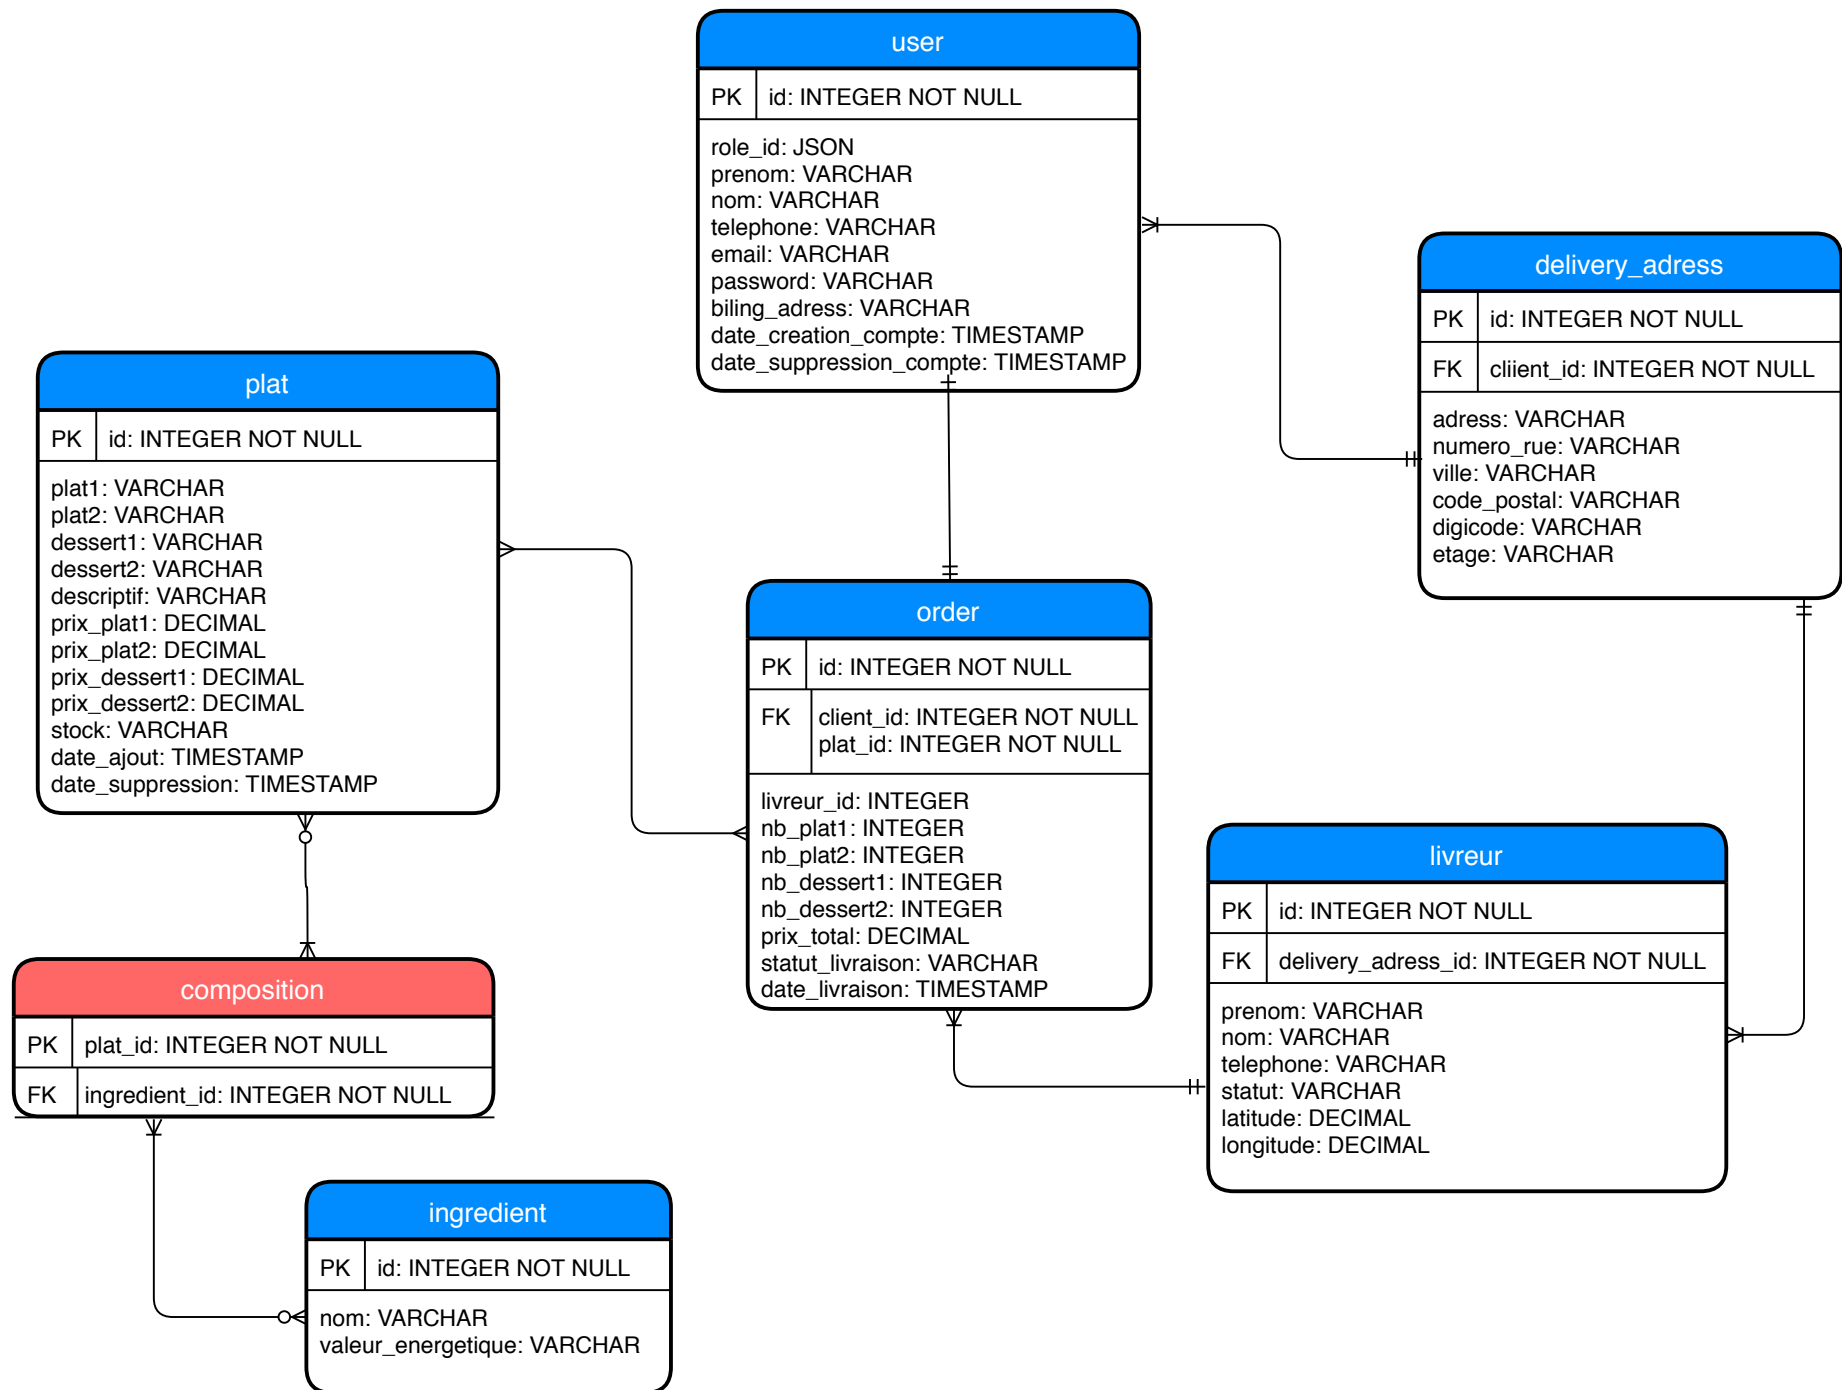 user
PK id: INTEGER NOT NULL
role_id: JSON
prenom: VARCHAR
nom: VARCHAR
telephone: VARCHAR
email: VARCHAR
password: VARCHAR
biling_adress: VARCHAR
date_creation_compte: TIMESTAMP
date_suppression_compte: TIMESTAMP
delivery_adress
PK id: INTEGER NOT NULL
FK cliient_id: INTEGER NOT NULL
adress: VARCHAR
numero_rue: VARCHAR
ville: VARCHAR
code_postal: VARCHAR
digicode: VARCHAR
etage: VARCHAR
plat
PK id: INTEGER NOT NULL
plat1: VARCHAR
plat2: VARCHAR
dessert1: VARCHAR
dessert2: VARCHAR
descriptif: VARCHAR
prix_plat1: DECIMAL
prix_plat2: DECIMAL
prix_dessert1: DECIMAL
prix_dessert2: DECIMAL
stock: VARCHAR
date_ajout: TIMESTAMP
date_suppression: TIMESTAMP
order
PK id: INTEGER NOT NULL
FK client_id: INTEGER NOT NULL
plat_id: INTEGER NOT NULL
livreur_id: INTEGER
nb_plat1: INTEGER
nb_plat2: INTEGER
nb_dessert1: INTEGER
nb_dessert2: INTEGER
prix_total: DECIMAL
statut_livraison: VARCHAR
date_livraison: TIMESTAMP
livreur
PK id: INTEGER NOT NULL
FK delivery_adress_id: INTEGER NOT NULL
prenom: VARCHAR
nom: VARCHAR
telephone: VARCHAR
statut: VARCHAR
latitude: DECIMAL
longitude: DECIMAL
composition
PK plat_id: INTEGER NOT NULL
FK ingredient_id: INTEGER NOT NULL
ingredient
PK id: INTEGER NOT NULL
nom: VARCHAR
valeur_energetique: VARCHAR